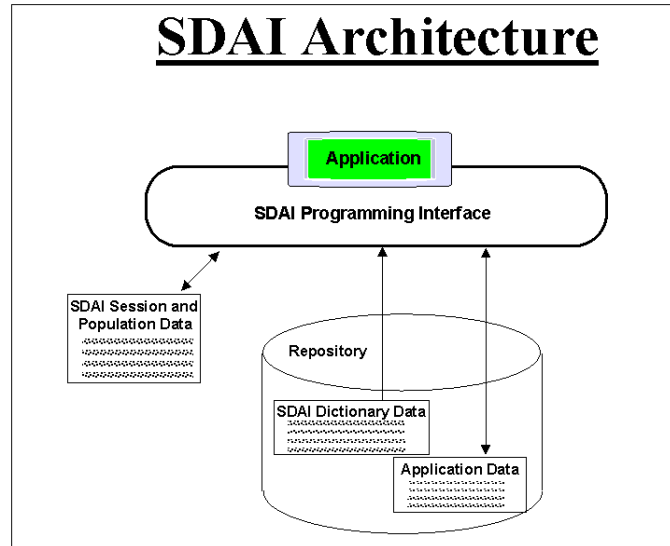 SDAI Architecture
Application
SDAI Programming Interface
SDAI Session and
Population Data
Repository
SDAI Dictionary Data
Application Data